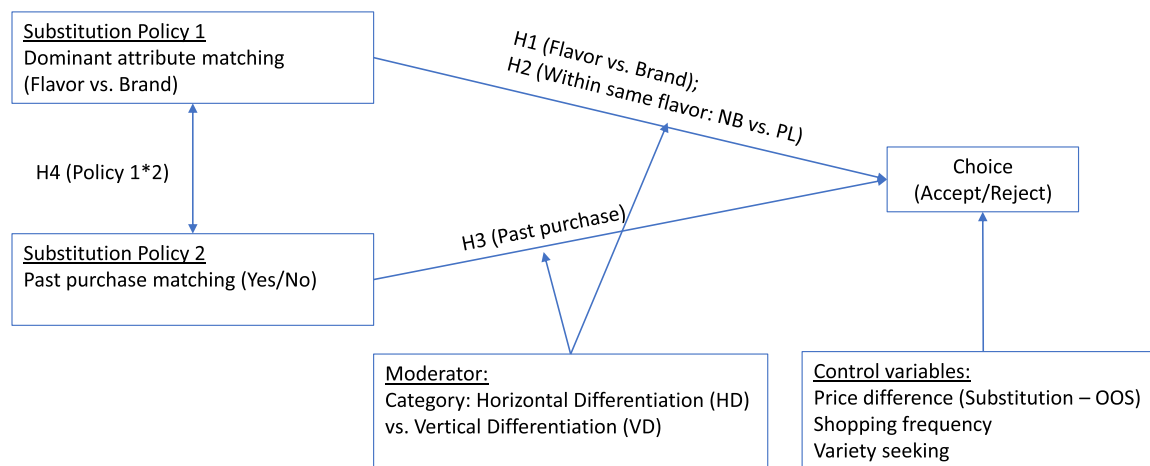 Substitution Policy 1
Dominant attribute matching
(Flavor vs. Brand)
H1 (Flavor vs. Brand);
H2 (Within same flavor: NB vs. PL)
H4 (Policy 1*2)
Choice
(Accept/Reject)
H3 (Past purchase)
Substitution Policy 2
Past purchase matching (Yes/No)
Moderator:
Category: Horizontal Differentiation (HD)
vs. Vertical Differentiation (VD)
Control variables:
Price difference (Substitution – OOS)
Shopping frequency
Variety seeking